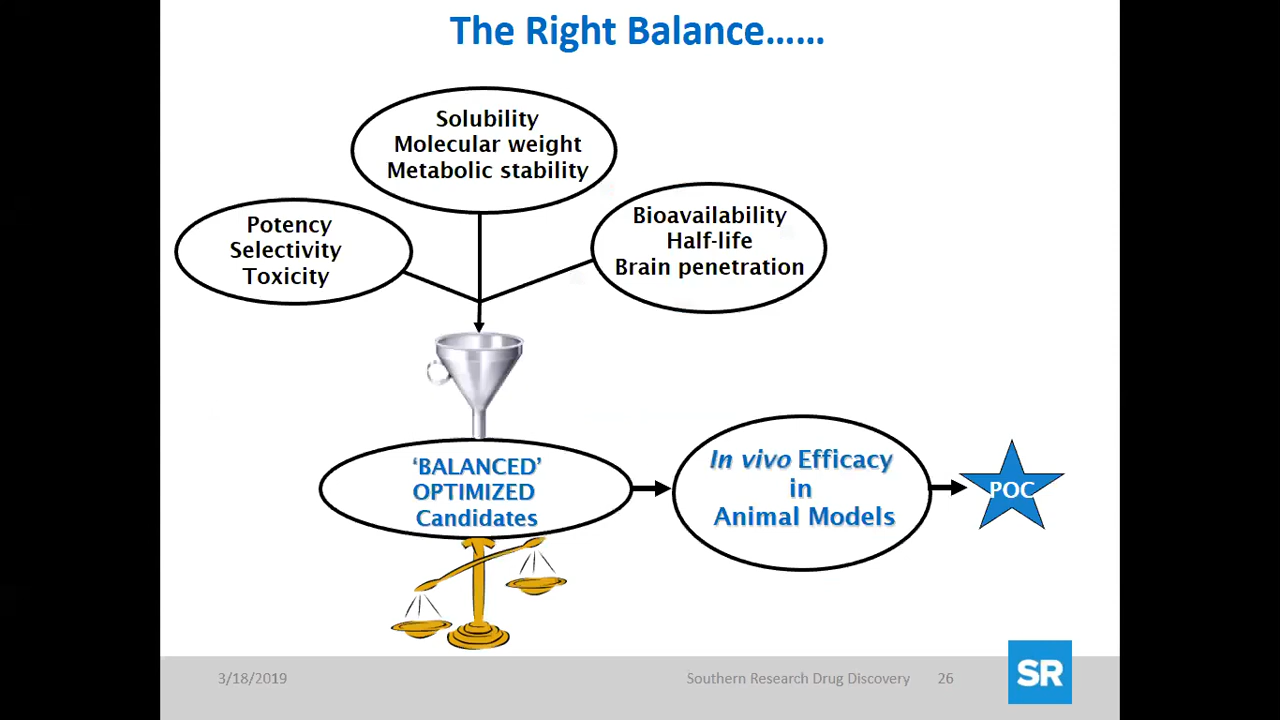 The Right Balance......
Solubility
Molecular weight
Metabolic stability
Potency
Selectivity
Toxicity
Bioavailability
Half-life
Brain penetration
‘BALANCED’
OPTIMIZED
Candidates
In vivo Efficacy
in
Animal Models
POC
3/18/2019
Southern Research Drug Discovery
26
SR